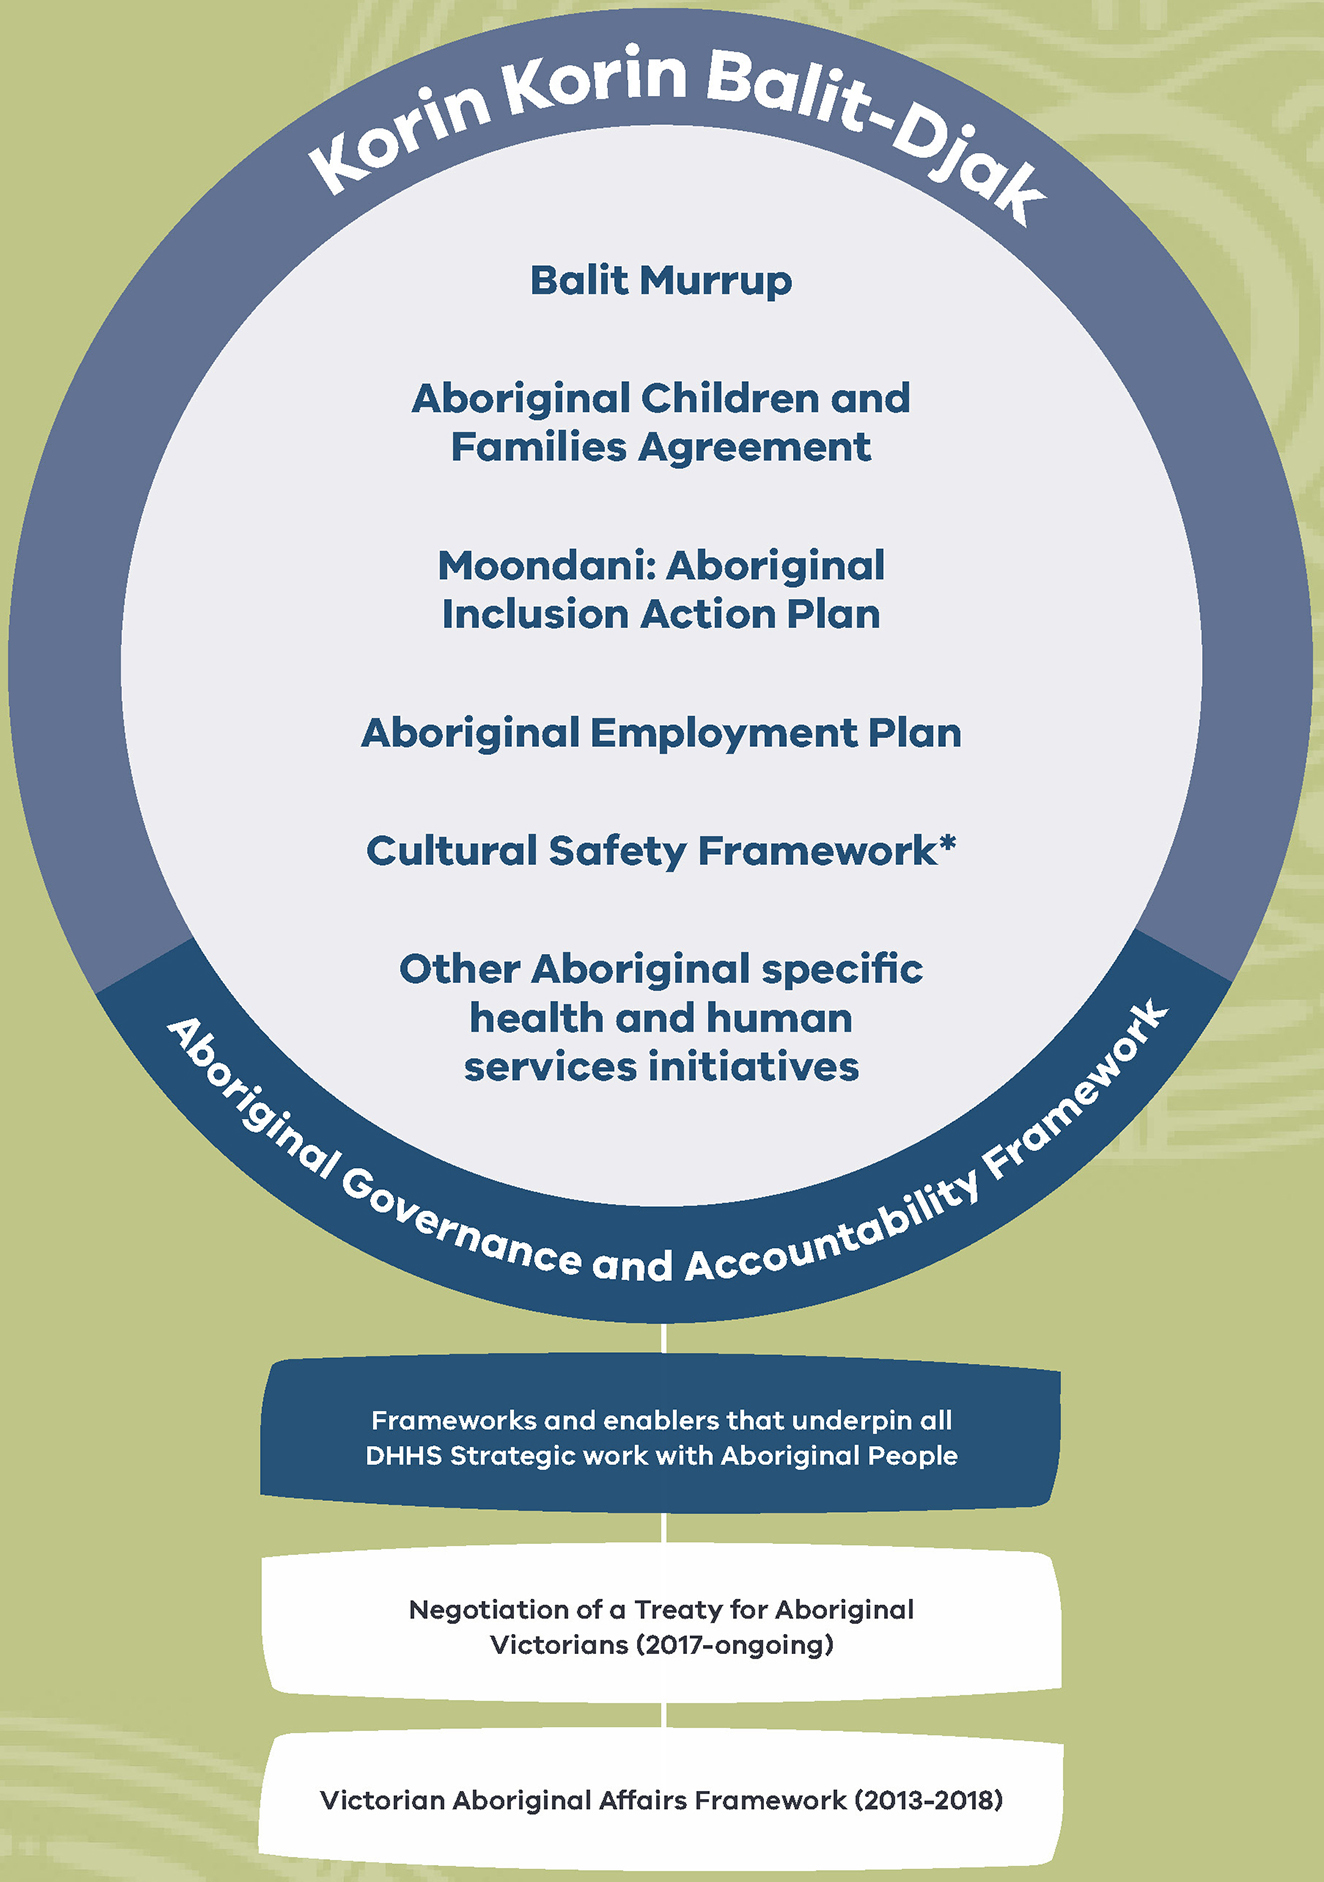 Korin Korin Balit-Djak
Balit Murrup
Aboriginal Children and
Families Agreement
Moondani: Aboriginal
Inclusion Action Plan
Aboriginal Employment Plan
Cultural Safety Framework*
Other Aboriginal specific
health and human
services initiatives
Aboriginal Governance and Accountability Framework
Frameworks and enablers that underpin all
DHHS Strategic work with Aboriginal People
Negotiation of a Treaty for Aboriginal
Victorians (2017-ongoing)
Victorian Aboriginal Affairs Framework (2013-2018)